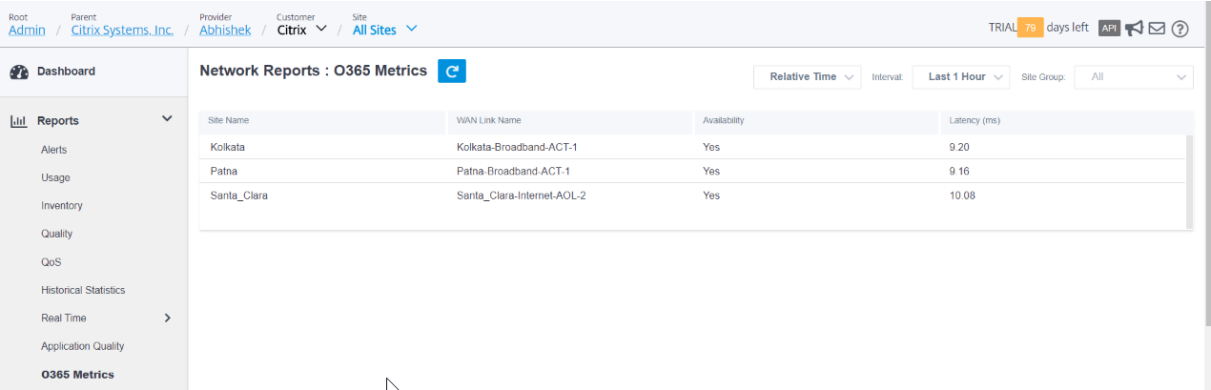 Root Parent Provider Customer Site
Admin / Citrix Systems, Inc. / Abhishek / Citrix / All Sites
TRIAL 79 days left API ?
Dashboard
Network Reports : O365 Metrics
Relative Time Interval: Last 1 Hour Site Group: All
Reports
Site Name WAN Link Name Availability Latency (ms)
Kolkata Kolkata-Broadband-ACT-1 Yes 9.20
Patna Patna-Broadband-ACT-1 Yes 9 16
Santa_Clara Santa_Clara-Internet-AOL-2 Yes 10.08
Alerts
Usage
Inventory
Quality
QoS
Historical Statistics
Real Time
Application Quality
O365 Metrics